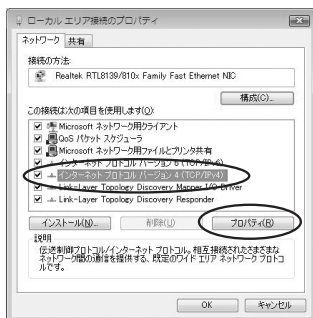 ローカル エリア接続のプロパティ
ネットワーク 共有
接続の方法:
Realtek RTL8139/810x Family Fast Ethernet NIC
構成(C)...
この接続は次の項目を使用します(O):
Microsoft ネットワーク用クライアント
QoS パケット スケジューラ
Microsoft ネットワーク用ファイルとプリンタ共有
インターネット プロトコル バージョン 6 (TCP/IPv6)
インターネット プロトコル バージョン 4 (TCP/IPv4)
Link-Layer Topology Discovery Mapper I/O Driver
Link-Layer Topology Discovery Responder
インストール(N)... 削除(U) プロパティ(R)
説明
伝送制御プロトコル/インターネット プロトコル。相互接続されたさまざまな
ネットワーク間の通信を提供する、既定のワイド エリア ネットワーク プロトコ
ルです。
OK キャンセル